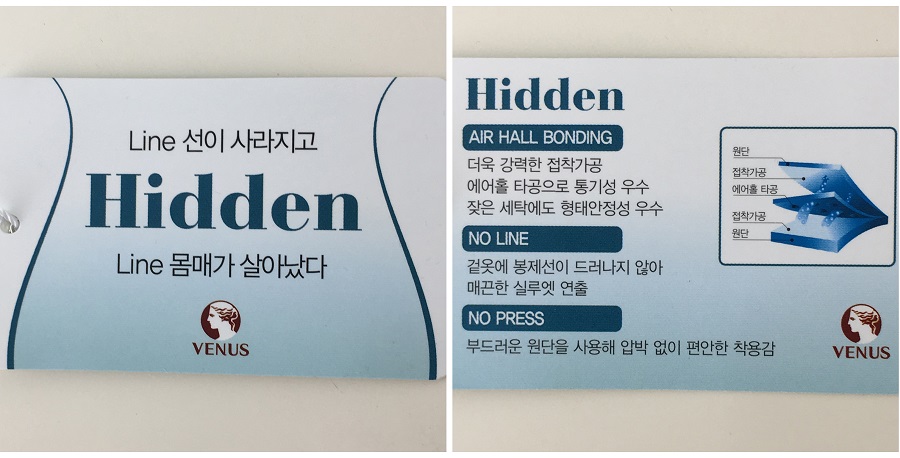 Line 선이 사라지고
Hidden
Line 몸매가 살아났다
VENUS
Hidden
AIR HALL BONDING
더욱 강력한 접착가공
에어홀 타공으로 통기성 우수
잦은 세탁에도 형태안정성 우수
원단
접착가공
에어홀 타공
접착가공
원단
NO LINE
겉옷에 봉제선이 드러나지 않아
매끈한 실루엣 연출
NO PRESS
부드러운 원단을 사용해 압박 없이 편안한 착용감
VENUS